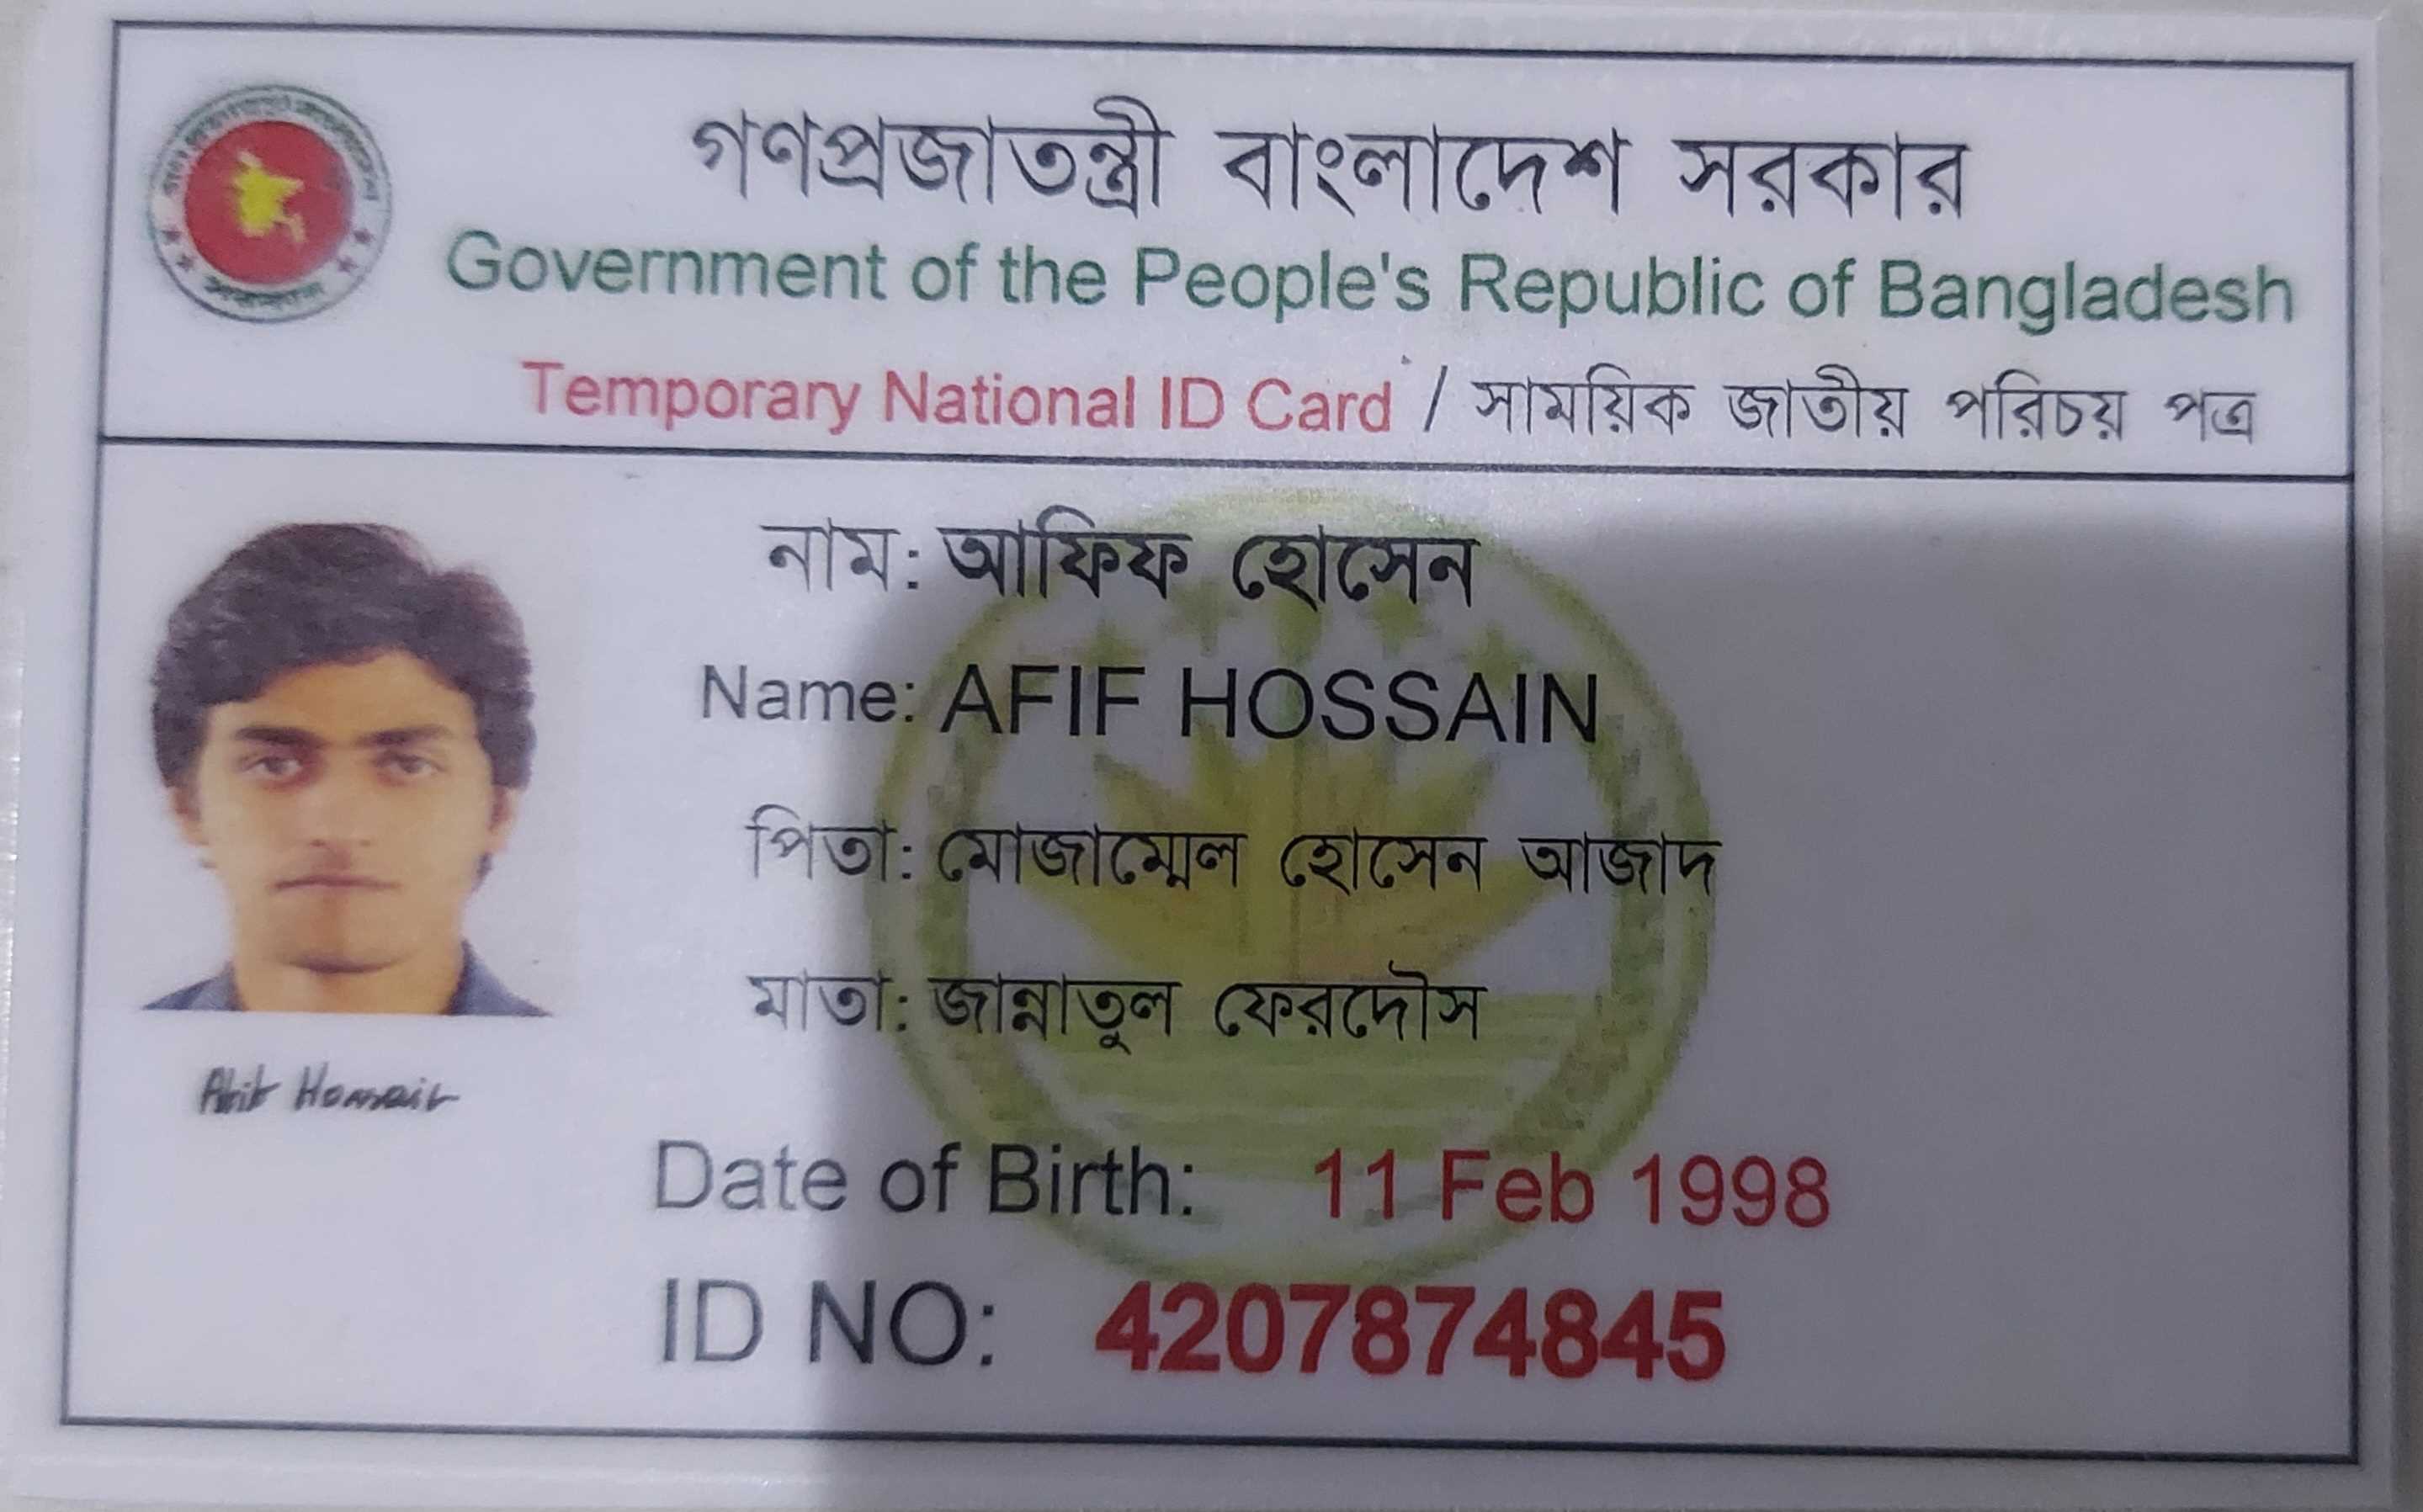 গণপ্রজাতন্ত্রী বাংলাদেশ সরকার
Government of the People's Republic of Bangladesh
Temporary National ID Card / সাময়িক জাতীয় পরিচয় পত্র
নাম: আফিফ হোসেন
Name: AFIF HOSSAIN
পিতা: মোজাম্মেল হোসেন আজাদ
মাতা: জান্নাতুল ফেরদৌস
Afif Hossain
Date of Birth: 11 Feb 1998
ID NO: 4207874845